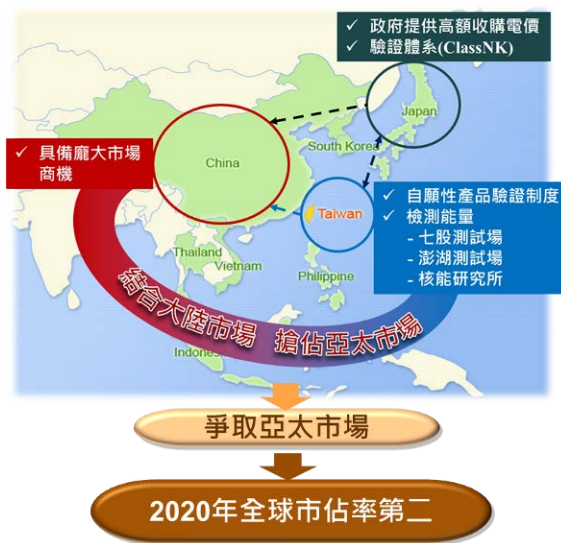 ✓ 政府提供高額收購電價
✓ 驗證體系(ClassNK)
Japan
South Korea
China
✓ 具備龐大市場
商機
Taiwan
✓ 自願性產品驗證制度
✓ 檢測能量
- 七股測試場
- 澎湖測試場
- 核能研究所
Thailand
Vietnam
Philippine
結合大陸市場 搶佔亞太市場
爭取亞太市場
2020年全球市佔率第二